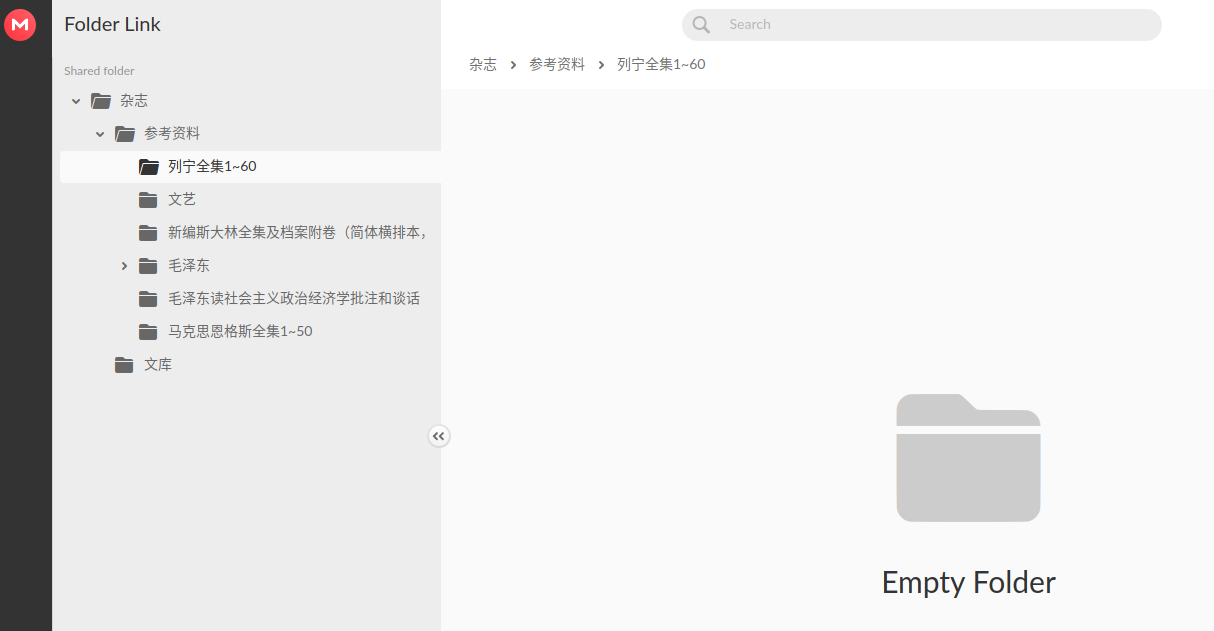 Folder Link
Search
杂志 参考资料 列宁全集1~60
Shared folder
杂志
参考资料
列宁全集1~60
文艺
新编斯大林全集及档案附卷（简体横排本，
毛泽东
毛泽东读社会主义政治经济学批注和谈话
马克思恩格斯全集1~50
文库
Empty Folder